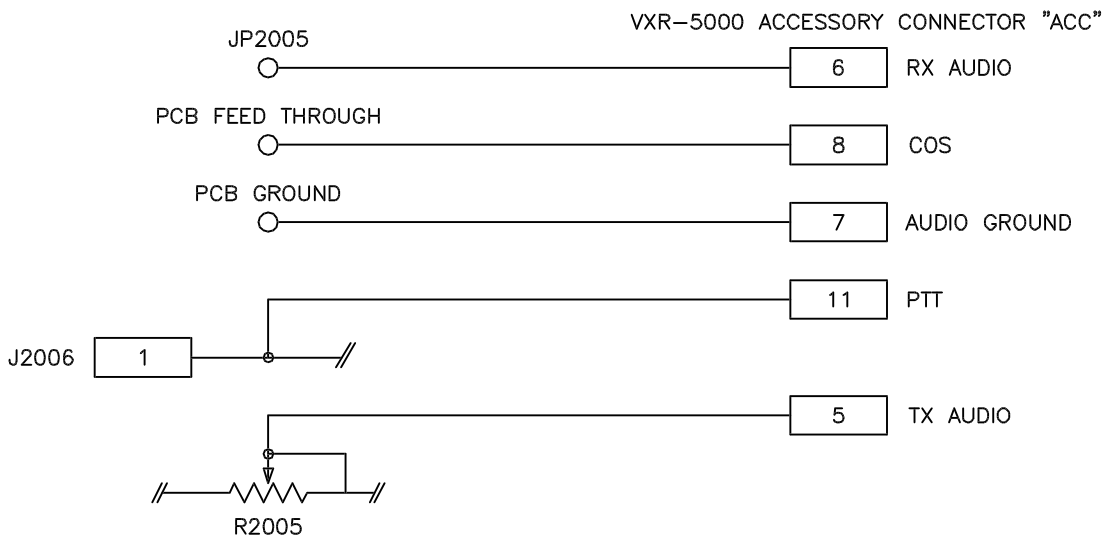 VXR-5000 ACCESSORY CONNECTOR "ACC"
JP2005
6 RX AUDIO
PCB FEED THROUGH
8 COS
PCB GROUND
7 AUDIO GROUND
11 PTT
J2006 1
5 TX AUDIO
R2005